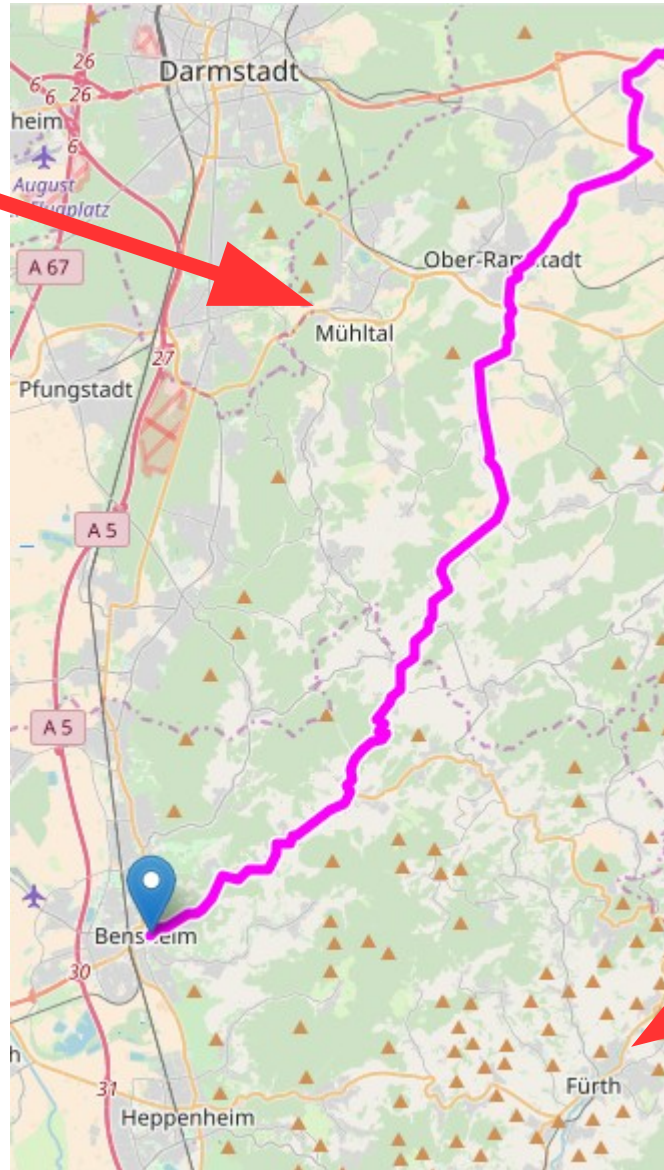 26
Darmstadt
6
26
6
heim
6
August
Flugplatz
A 67
Ober-Ramstadt
Mühltal
27
Pfungstadt
A 5
A 5
Bensheim
30
31
Fürth
Heppenheim